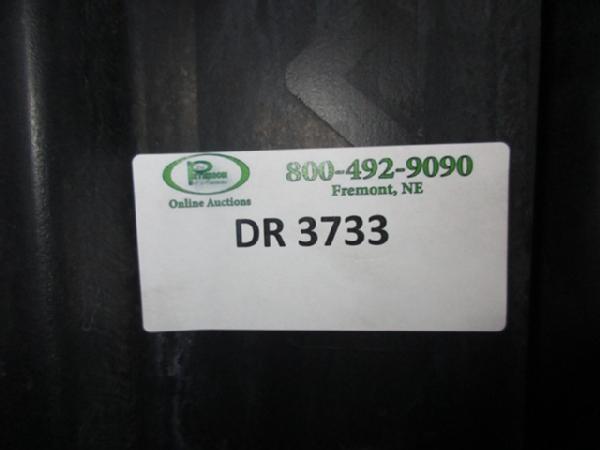 800-492-9090
Fremont, NE
Online Auctions
DR 3733